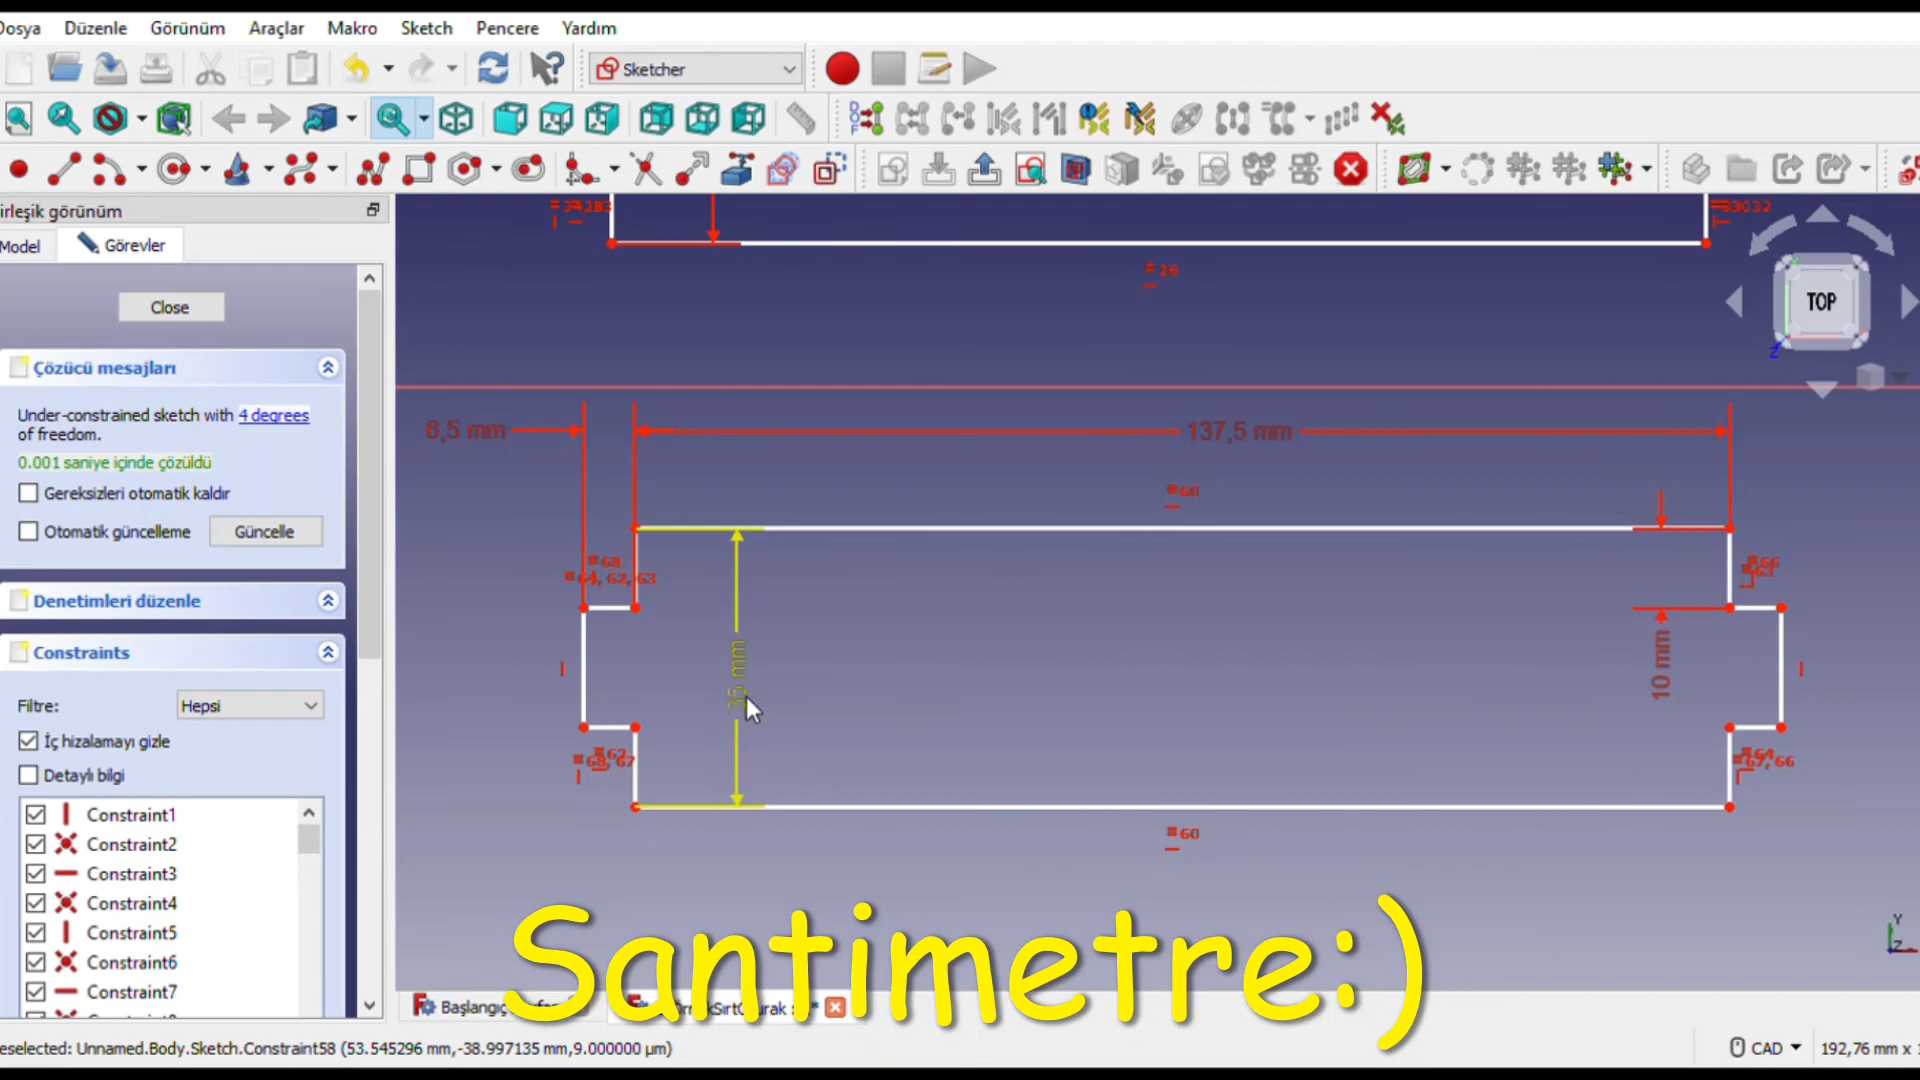 Dosya Düzenle Görünüm Araçlar Makro Sketch Pencere Yardım
Sketcher
irleşik görünüm
Model Görevler
Close
Çözücü mesajları
Under-constrained sketch with 4 degrees
of freedom.
0.001 saniye içinde çözüldü
Gereksizleri otomatik kaldır
Otomatik güncelleme Güncelle
Denetimleri düzenle
Constraints
Filtre: Hepsi
İç hizalamayı gizle
Detaylı bilgi
Constraint1
Constraint2
Constraint3
Constraint4
Constraint5
Constraint6
Constraint7
26
TOP
Z
6,5 mm
137,5 mm
60
68
10 mm
35 mm
60
Y
Z
Santimetre:)
eselected: Unnamed.Body.Sketch.Constraint58 (53.545296 mm,-38.997135 mm,9.000000 µm)
CAD
192,76 mm x